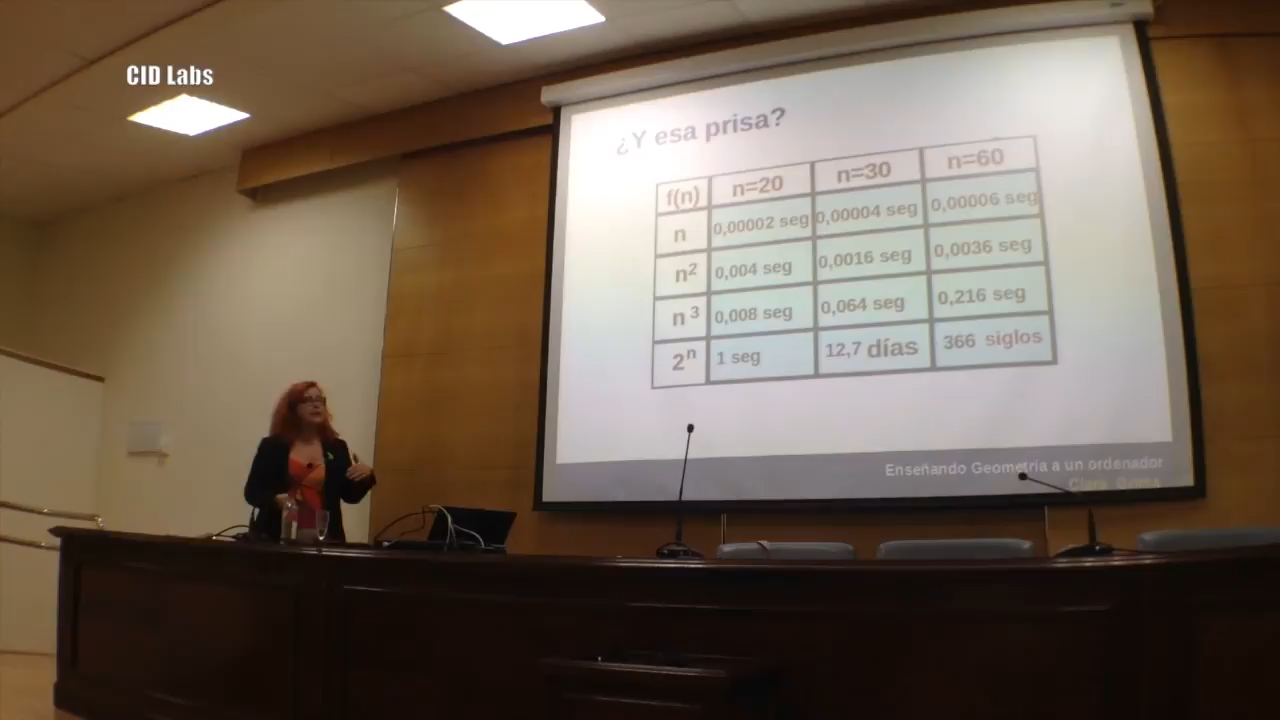 CID Labs
¿Y esa prisa?
f(n) n=20 n=30 n=60
n 0,00002 seg 0,00004 seg 0,00006 seg
n² 0,004 seg 0,0016 seg 0,0036 seg
n³ 0,008 seg 0,064 seg 0,216 seg
2ⁿ 1 seg 12,7 días 366 siglos
Enseñando Geometría a un ordenador
Clara